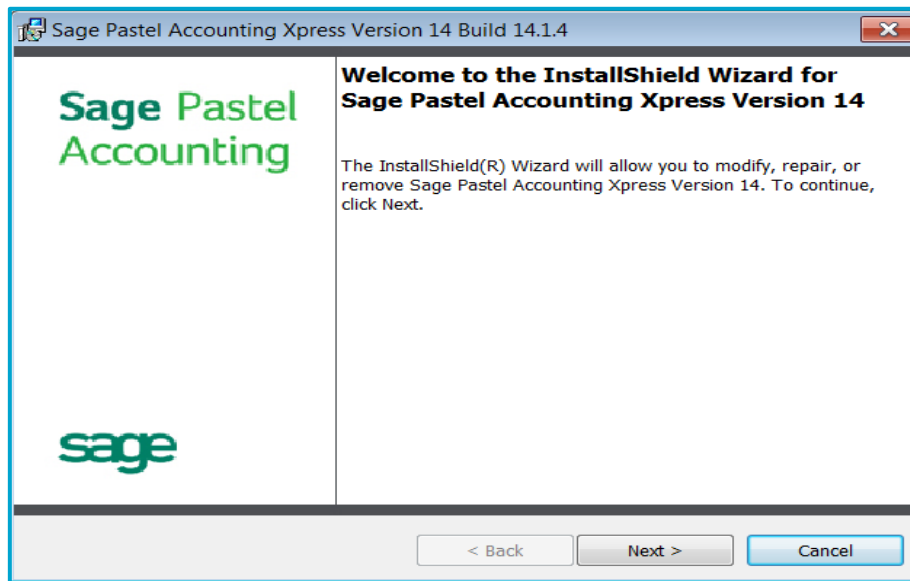 Sage Pastel Accounting Xpress Version 14 Build 14.1.4
Sage Pastel
Accounting
sage
Welcome to the InstallShield Wizard for
Sage Pastel Accounting Xpress Version 14
The InstallShield(R) Wizard will allow you to modify, repair, or
remove Sage Pastel Accounting Xpress Version 14. To continue,
click Next.
< Back
Next >
Cancel